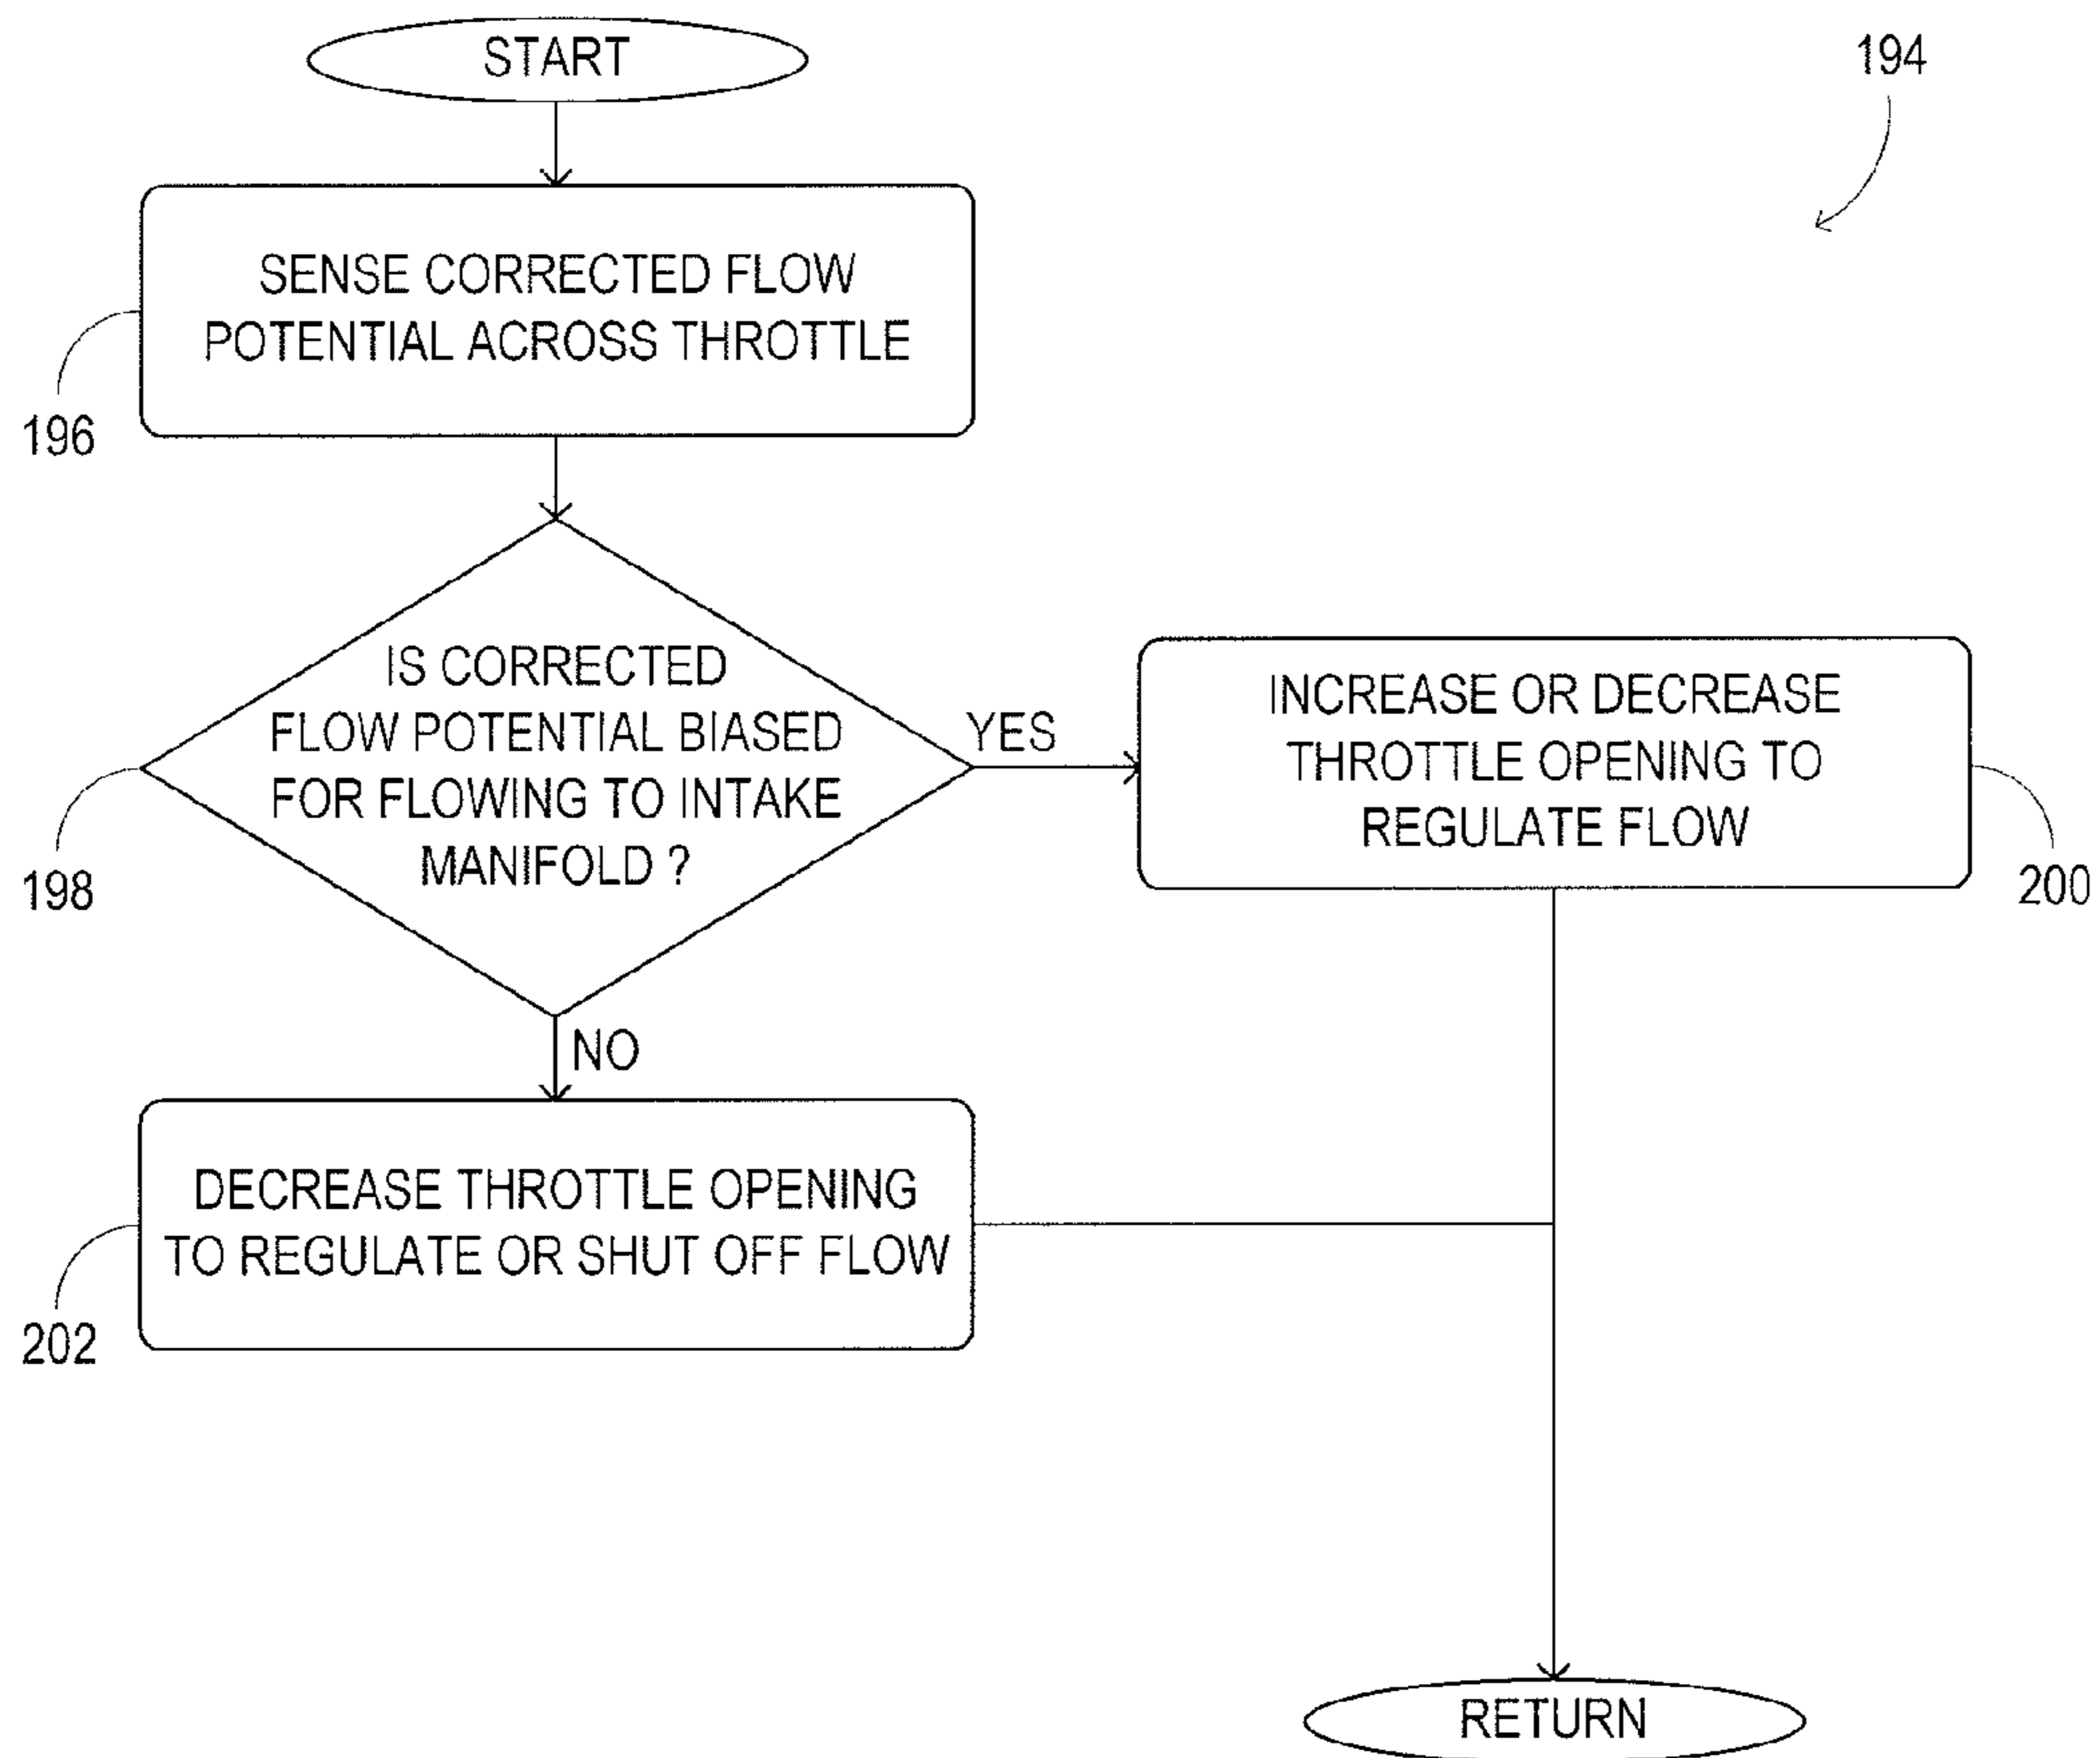 START
194
SENSE CORRECTED FLOW
POTENTIAL ACROSS THROTTLE
196
IS CORRECTED
FLOW POTENTIAL BIASED
FOR FLOWING TO INTAKE
MANIFOLD ?
198
YES
INCREASE OR DECREASE
THROTTLE OPENING TO
REGULATE FLOW
200
NO
DECREASE THROTTLE OPENING
TO REGULATE OR SHUT OFF FLOW
202
RETURN